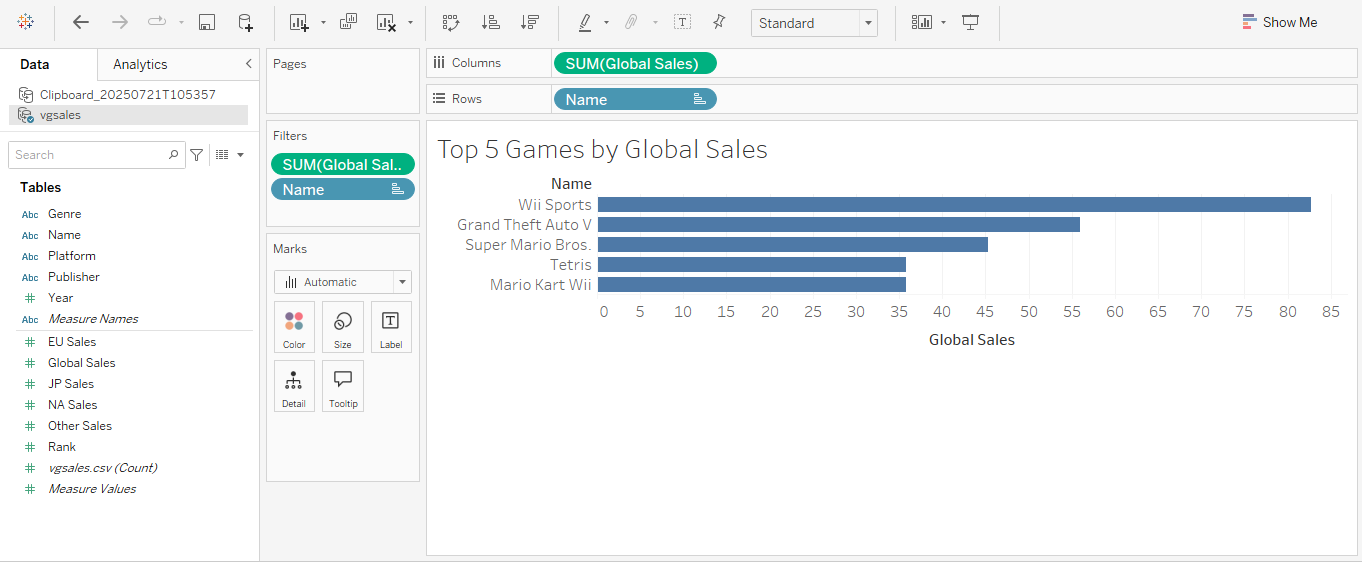 Standard
Show Me
Data
Analytics
Clipboard_20250721T105357
vgsales
Search
Tables
Abc Genre
Abc Name
Abc Platform
Abc Publisher
# Year
Abc Measure Names
# EU Sales
# Global Sales
# JP Sales
# NA Sales
# Other Sales
# Rank
# vgsales.csv (Count)
# Measure Values
Pages
Filters
SUM(Global Sal..
Name
Marks
Automatic
Color Size Label
Detail Tooltip
Columns SUM(Global Sales)
Rows Name
Top 5 Games by Global Sales
Name
Wii Sports
Grand Theft Auto V
Super Mario Bros.
Tetris
Mario Kart Wii
0 5 10 15 20 25 30 35 40 45 50 55 60 65 70 75 80 85
Global Sales